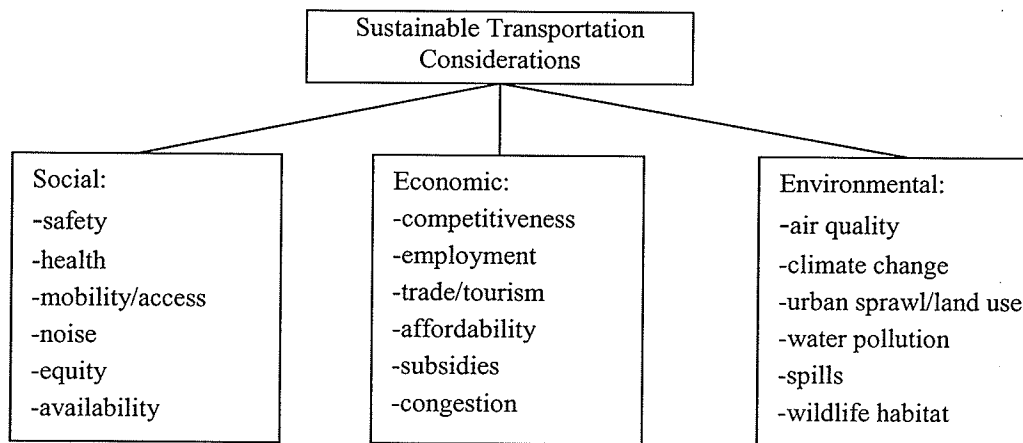 Sustainable Transportation
Considerations
Social:
-safety
-health
-mobility/access
-noise
-equity
-availability
Economic:
-competitiveness
-employment
-trade/tourism
-affordability
-subsidies
-congestion
Environmental:
-air quality
-climate change
-urban sprawl/land use
-water pollution
-spills
-wildlife habitat